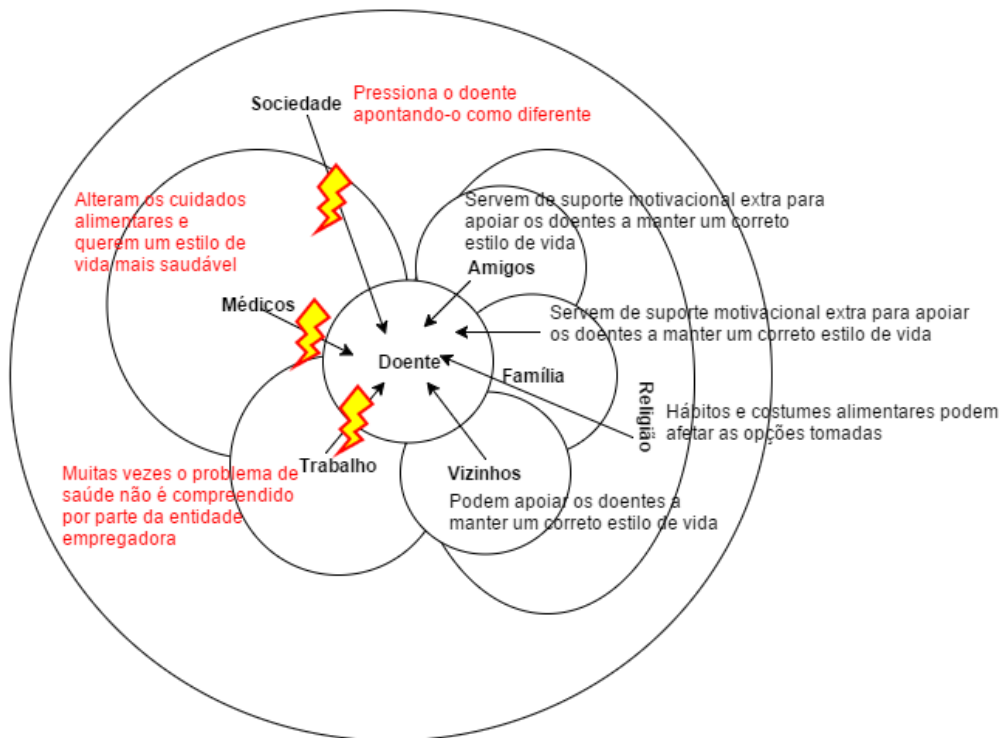 Sociedade
Pressiona o doente
apontando-o como diferente
Alteram os cuidados
alimentares e
querem um estilo de
vida mais saudável
Servem de suporte motivacional extra para
apoiar os doentes a manter um correto
estilo de vida
Amigos
Médicos
Servem de suporte motivacional extra para apoiar
os doentes a manter um correto estilo de vida
Doente
Família
Religião
Hábitos e costumes alimentares podem
afetar as opções tomadas
Trabalho
Muitas vezes o problema de
saúde não é compreendido
por parte da entidade
empregadora
Vizinhos
Podem apoiar os doentes a
manter um correto estilo de vida